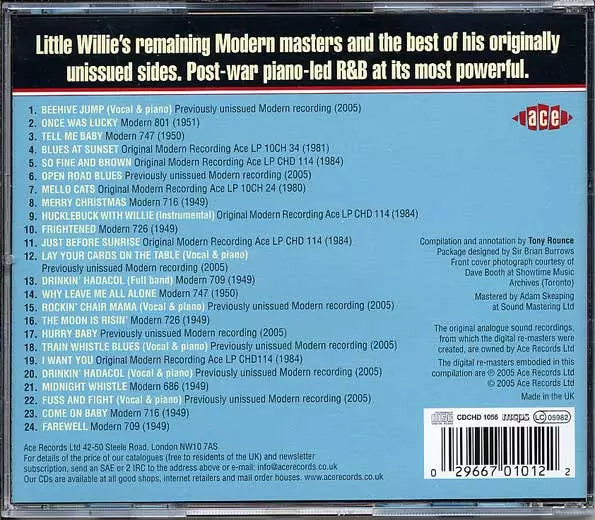 Little Willie's remaining Modern masters and the best of his originally
unissued sides. Post-war piano-led R&B at its most powerful.
ace
1. BEEHIVE JUMP (Vocal & piano) Previously unissued Modern recording (2005)
2. ONCE WAS LUCKY Modern 801 (1951)
3. TELL ME BABY Modern 747 (1950)
4. BLUES AT SUNSET Original Modern Recording Ace LP 10CH 34 (1981)
5. SO FINE AND BROWN Original Modern Recording Ace LP CHD 114 (1984)
6. OPEN ROAD BLUES Previously unissued Modern recording (2005)
7. MELLO CATS Original Modern Recording Ace LP 10CH 24 (1980)
8. MERRY CHRISTMAS Modern 716 (1949)
9. HUCKLEBUCK WITH WILLIE (Instrumental) Original Modern Recording Ace LP CHD 114 (1984)
10. FRIGHTENED Modern 726 (1949)
11. JUST BEFORE SUNRISE Original Modern Recording Ace LP CHD 114 (1984)
12. LAY YOUR CARDS ON THE TABLE (Vocal & piano)
Previously unissued Modern recording (2005)
13. DRINKIN' HADACOL (Full band) Modern 709 (1949)
14. WHY LEAVE ME ALL ALONE Modern 747 (1950)
15. ROCKIN' CHAIR MAMA (Vocal & piano) Previously unissued Modern recording (2005)
16. THE MOON IS RISIN' Modern 726 (1949)
17. HURRY BABY Previously unissued Modern recording (2005)
18. TRAIN WHISTLE BLUES (Vocal & piano) Previously unissued Modern recording (2005)
19. I WANT YOU Original Modern Recording Ace LP CHD114 (1984)
20. DRINKIN' HADACOL (Vocal & piano) Previously unissued Modern recording (2005)
21. MIDNIGHT WHISTLE Modern 686 (1949)
22. FUSS AND FIGHT (Vocal & piano) Previously unissued Modern recording (2005)
23. COME ON BABY Modern 716 (1949)
24. FAREWELL Modern 709 (1949)
Compilation and annotation by Tony Rounce
Package designed by Sir Brian Burrows
Front cover photograph courtesy of
Dave Booth at Showtime Music
Archives (Toronto)
Mastered by Adam Skeaping
at Sound Mastering Ltd
The original analogue sound recordings,
from which the digital re-masters were
created, are owned by Ace Records Ltd
The digital re-masters embodied in this
compilation are ℗ 2005 Ace Records Ltd
© 2005 Ace Records Ltd
Made in the UK
Ace Records Ltd 42-50 Steele Road, London NW10 7AS
For details of the price of our catalogues (free to residents of the UK) and newsletter
subscription, send an SAE or 2 IRC to the address above or e-mail: info@acerecords.co.uk
Our CDs are available at all good shops, internet retailers and mail order houses. www.acerecords.co.uk
CDCHD 1056 mcps LC 05982
0 29667 01012 2